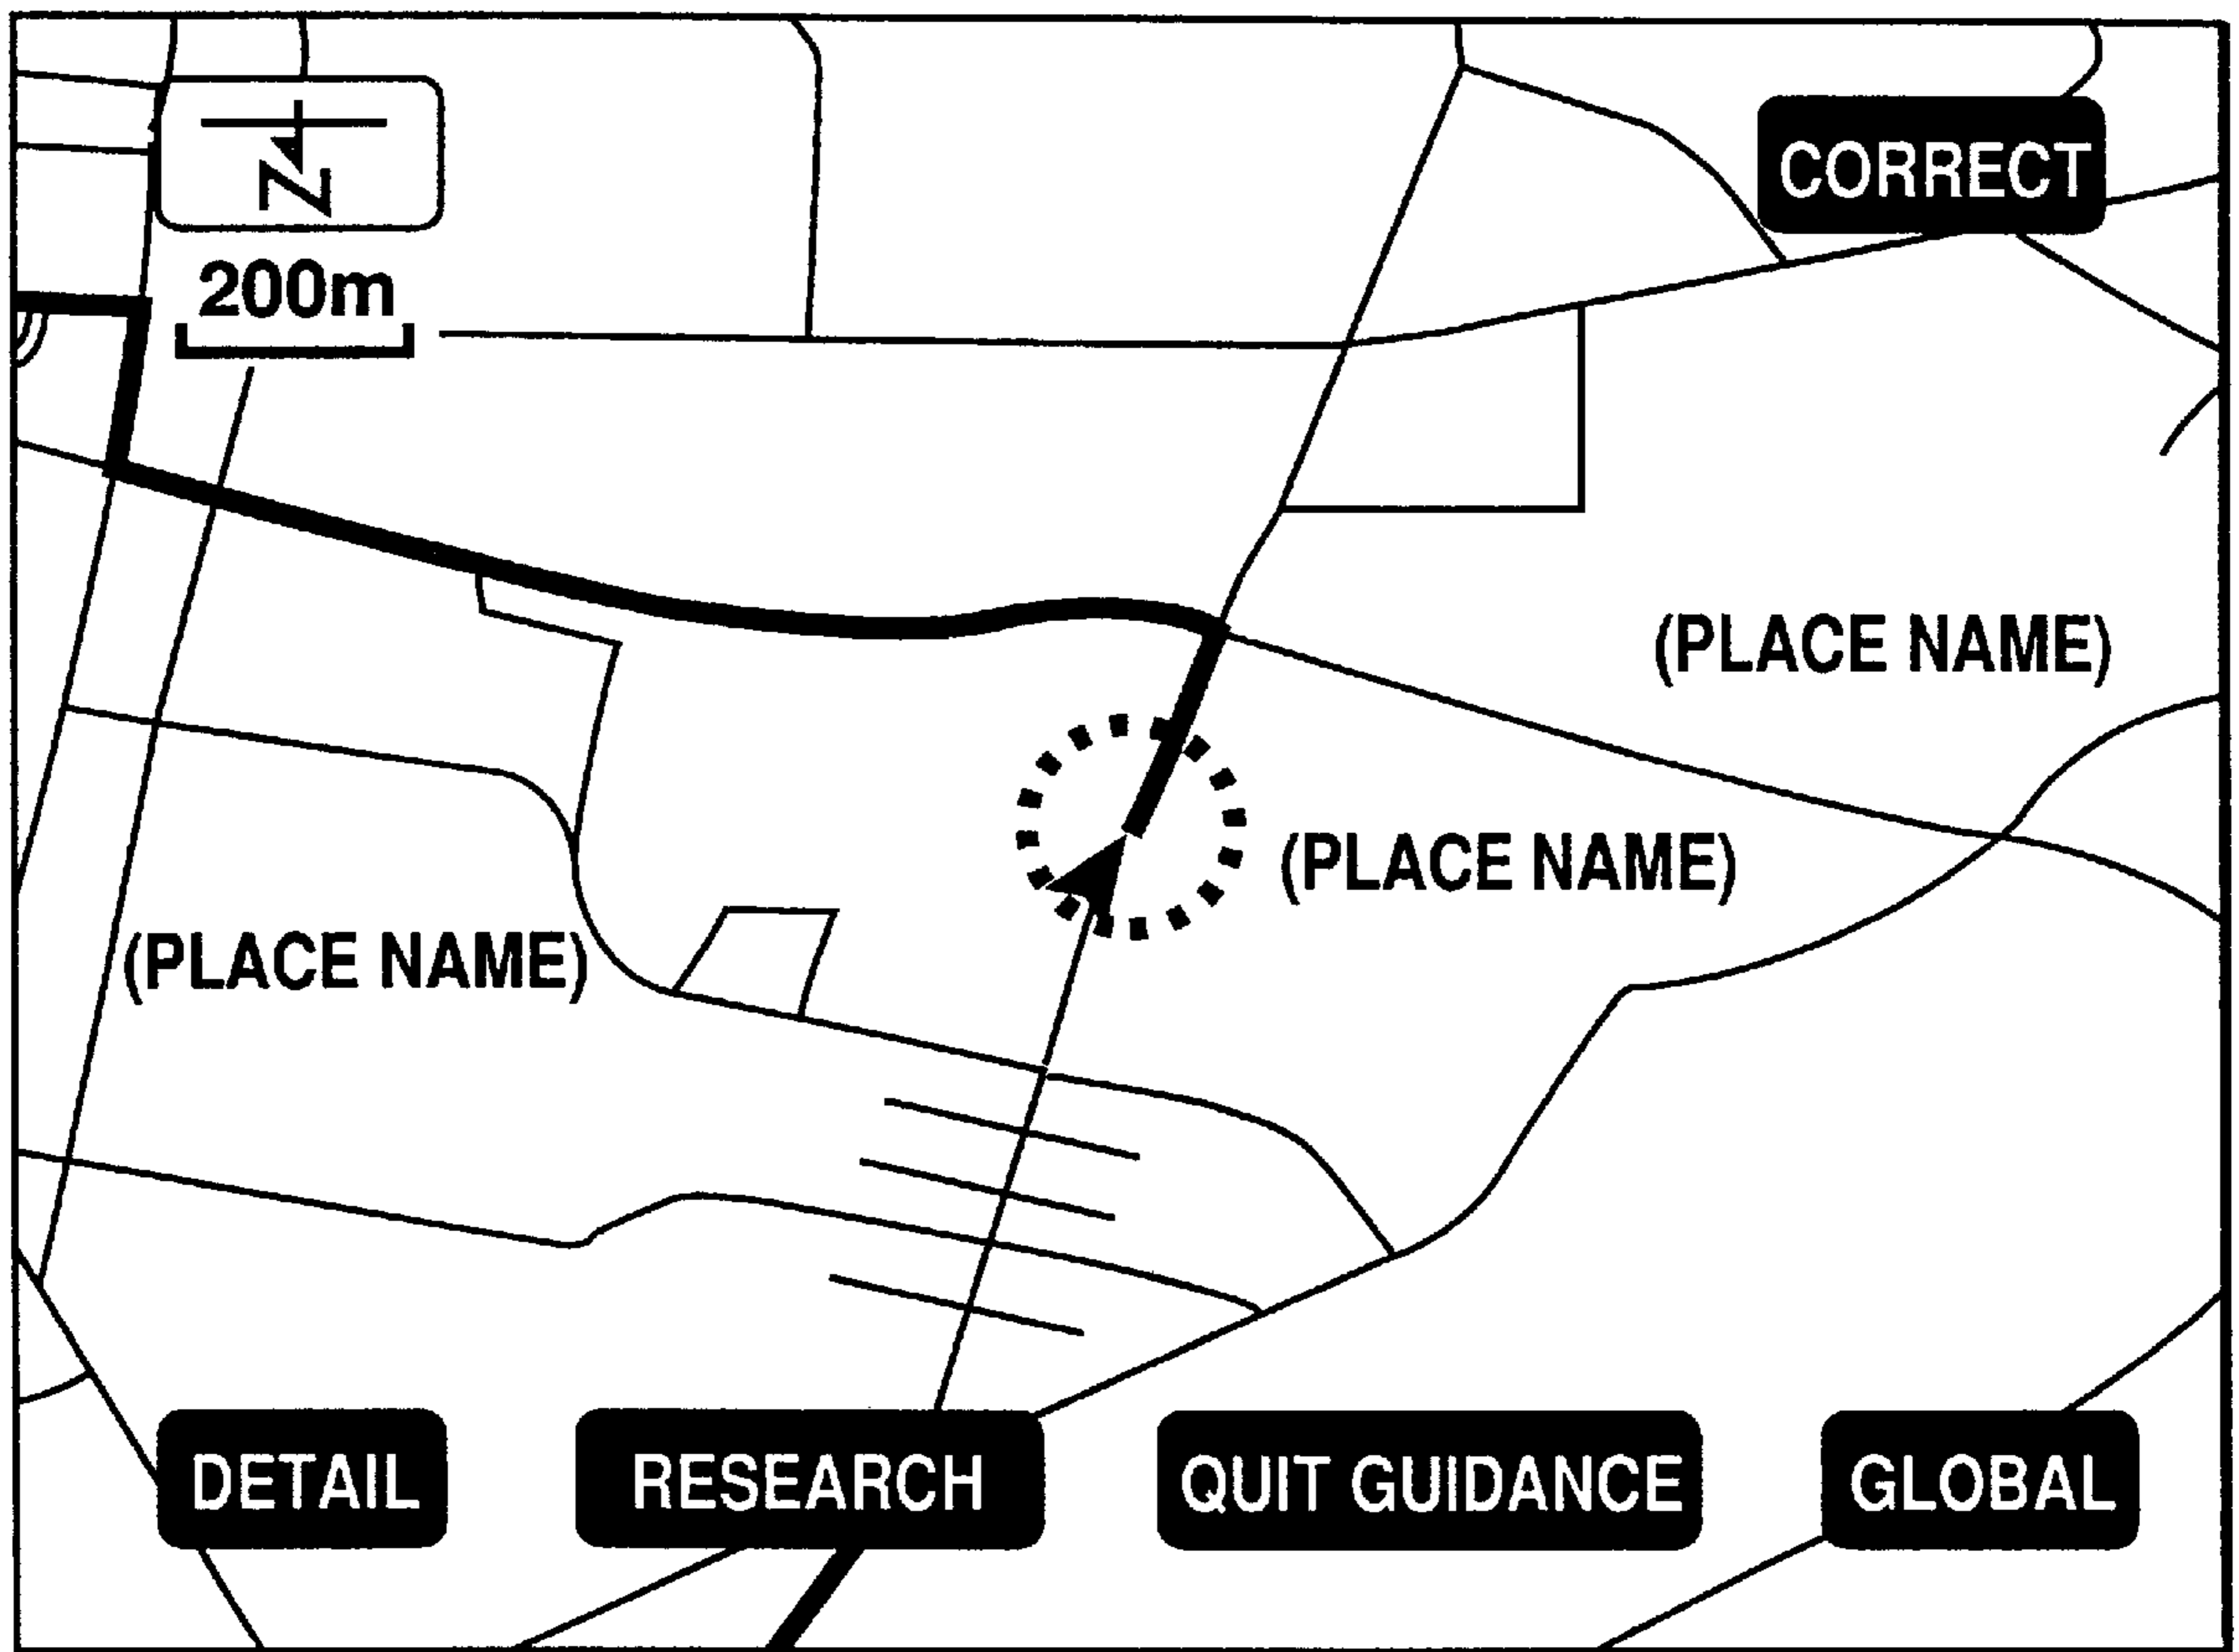 N
CORRECT
200m
(PLACE NAME)
(PLACE NAME)
(PLACE NAME)
DETAIL
RESEARCH
QUIT GUIDANCE
GLOBAL